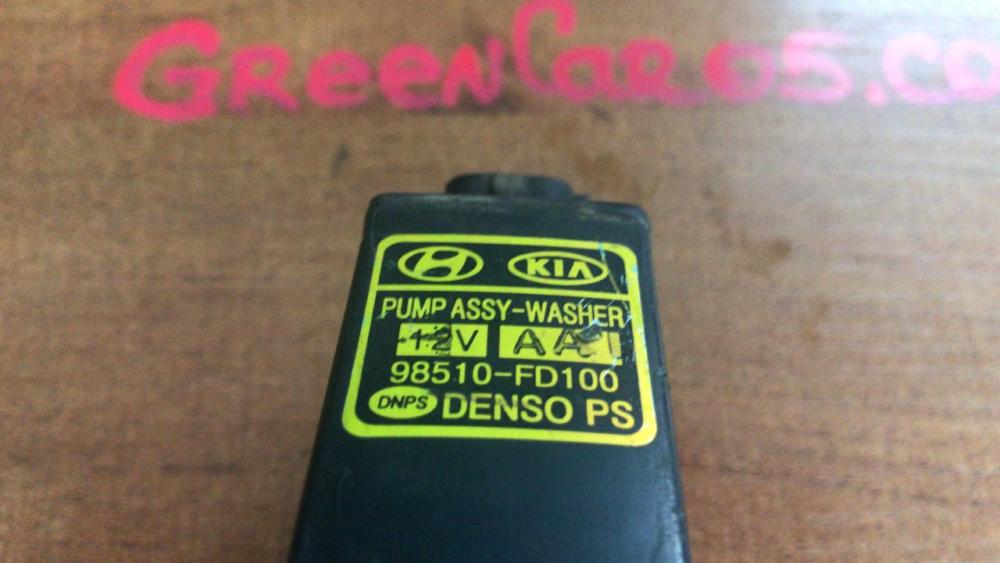 GreenCaros.co
KIA
PUMP ASSY-WASHER
12V
98510-FD100
DNPS DENSO PS